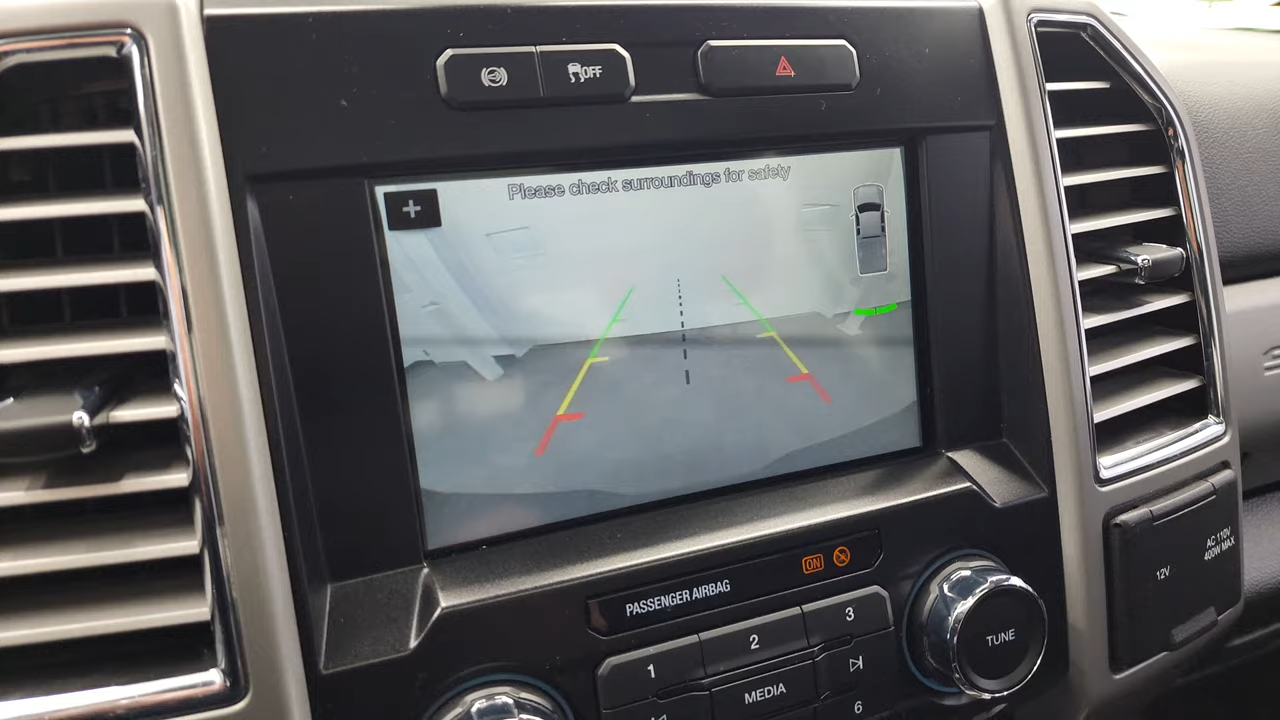 OFF
+
Please check surroundings for safety
ON
PASSENGER AIRBAG
1
2
3
MEDIA
6
TUNE
12V
AC 110V
400W MAX